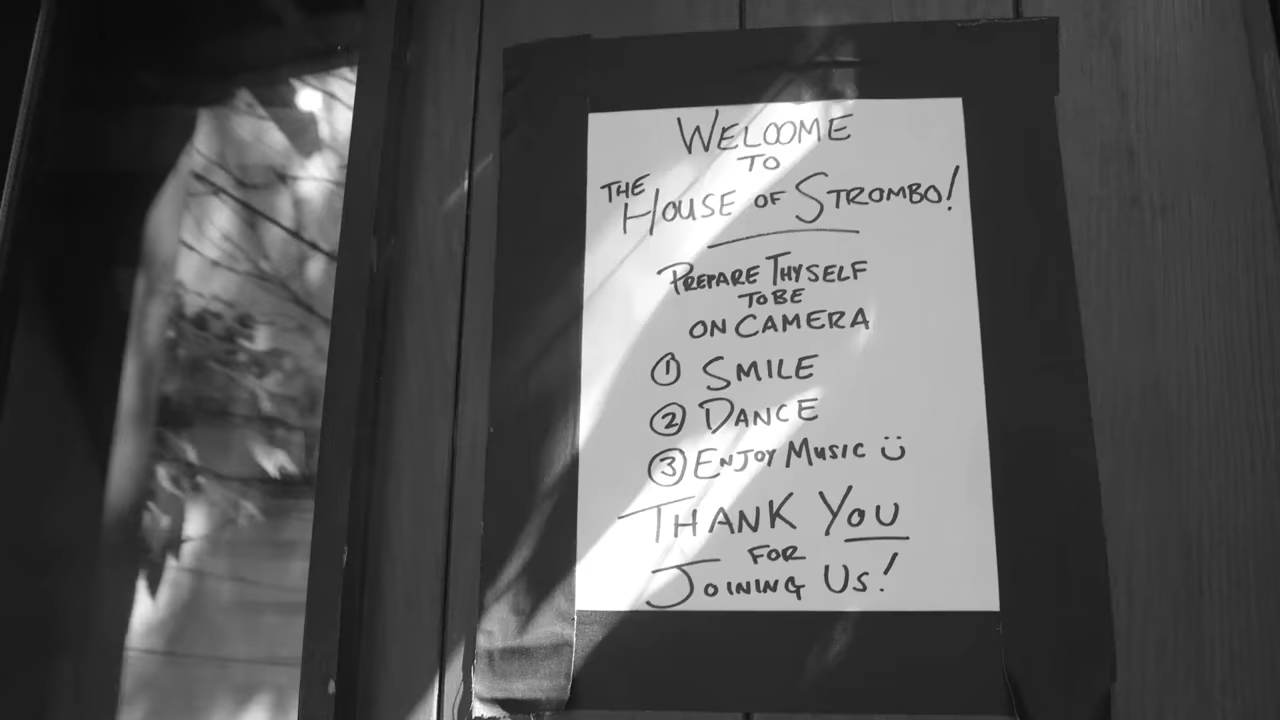 WELCOME
TO
THE HOUSE OF STROMBO!
PREPARE THYSELF
TO BE
ON CAMERA
① SMILE
② DANCE
③ ENJOY MUSIC ü
THANK YOU
FOR
JOINING US!